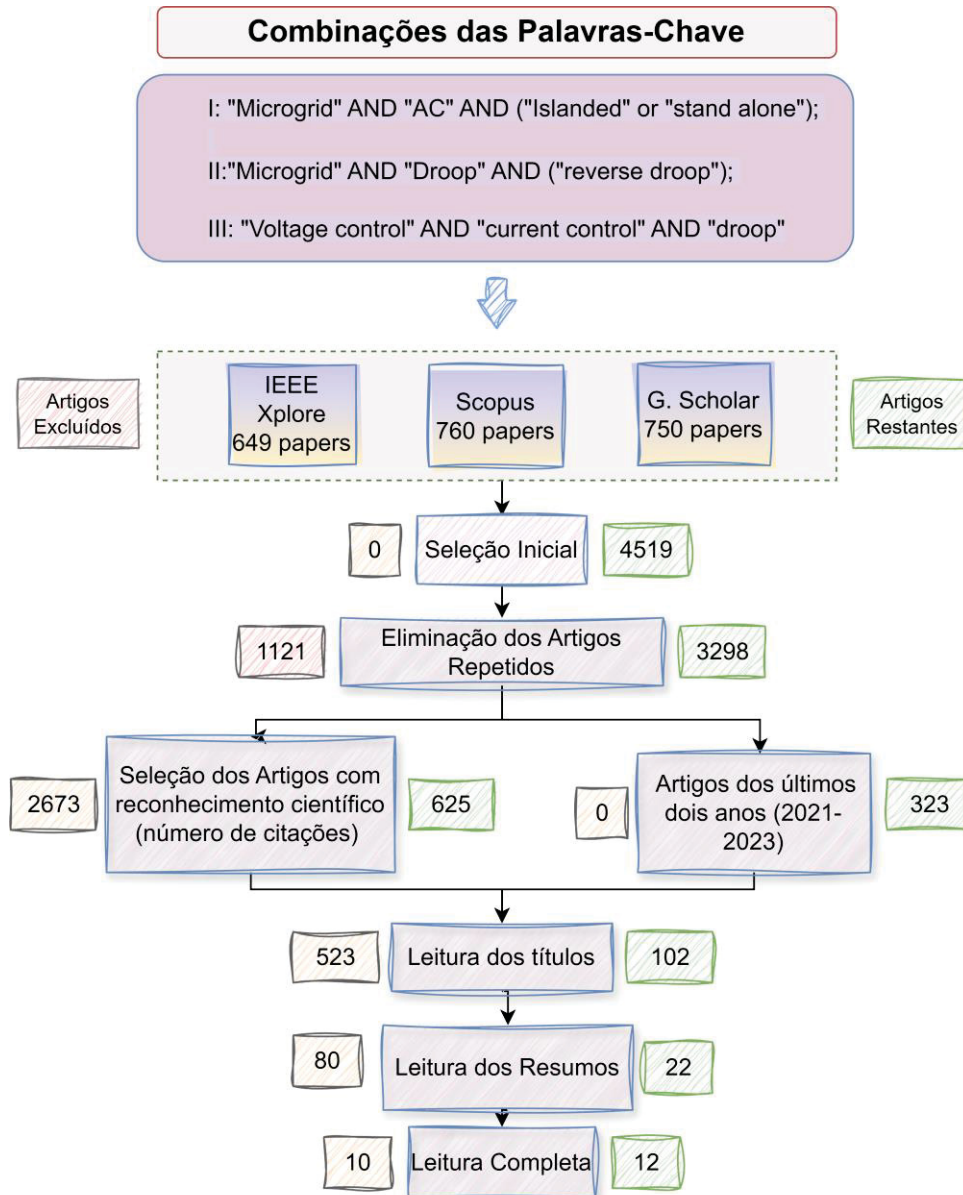 Combinações das Palavras-Chave
I: "Microgrid" AND "AC" AND ("Islanded" or "stand alone");
II:"Microgrid" AND "Droop" AND ("reverse droop");
III: "Voltage control" AND "current control" AND "droop"
Artigos
Excluídos
IEEE
Xplore
649 papers
Scopus
760 papers
G. Scholar
750 papers
Artigos
Restantes
0
Seleção Inicial
4519
1121
Eliminação dos Artigos
Repetidos
3298
2673
Seleção dos Artigos com
reconhecimento científico
(número de citações)
625
0
Artigos dos últimos
dois anos (2021-
2023)
323
523
Leitura dos títulos
102
80
Leitura dos Resumos
22
10
Leitura Completa
12